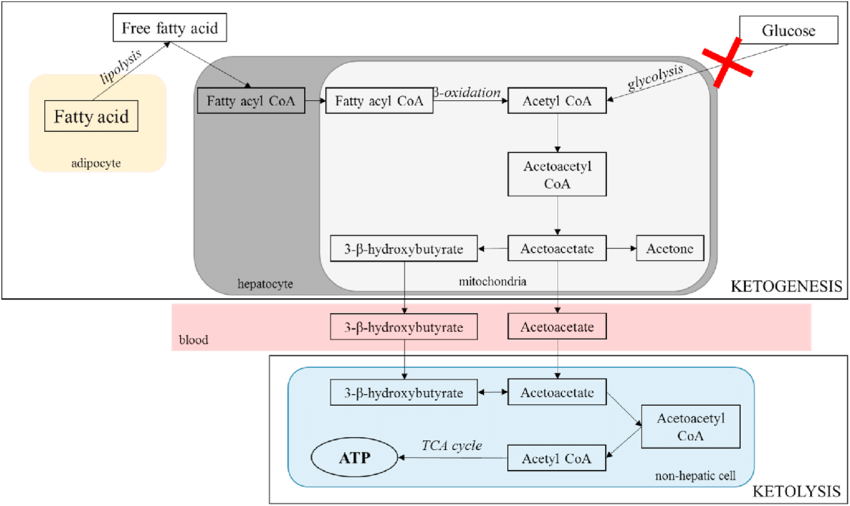 Free fatty acid
Glucose
lipolysis
glycolysis
Fatty acid
adipocyte
Fatty acyl CoA
Fatty acyl CoA
β-oxidation
Acetyl CoA
Acetoacetyl
CoA
3-β-hydroxybutyrate
Acetoacetate
Acetone
hepatocyte
mitochondria
KETOGENESIS
3-β-hydroxybutyrate
Acetoacetate
blood
3-β-hydroxybutyrate
Acetoacetate
Acetoacetyl
CoA
ATP
TCA cycle
Acetyl CoA
non-hepatic cell
KETOLYSIS